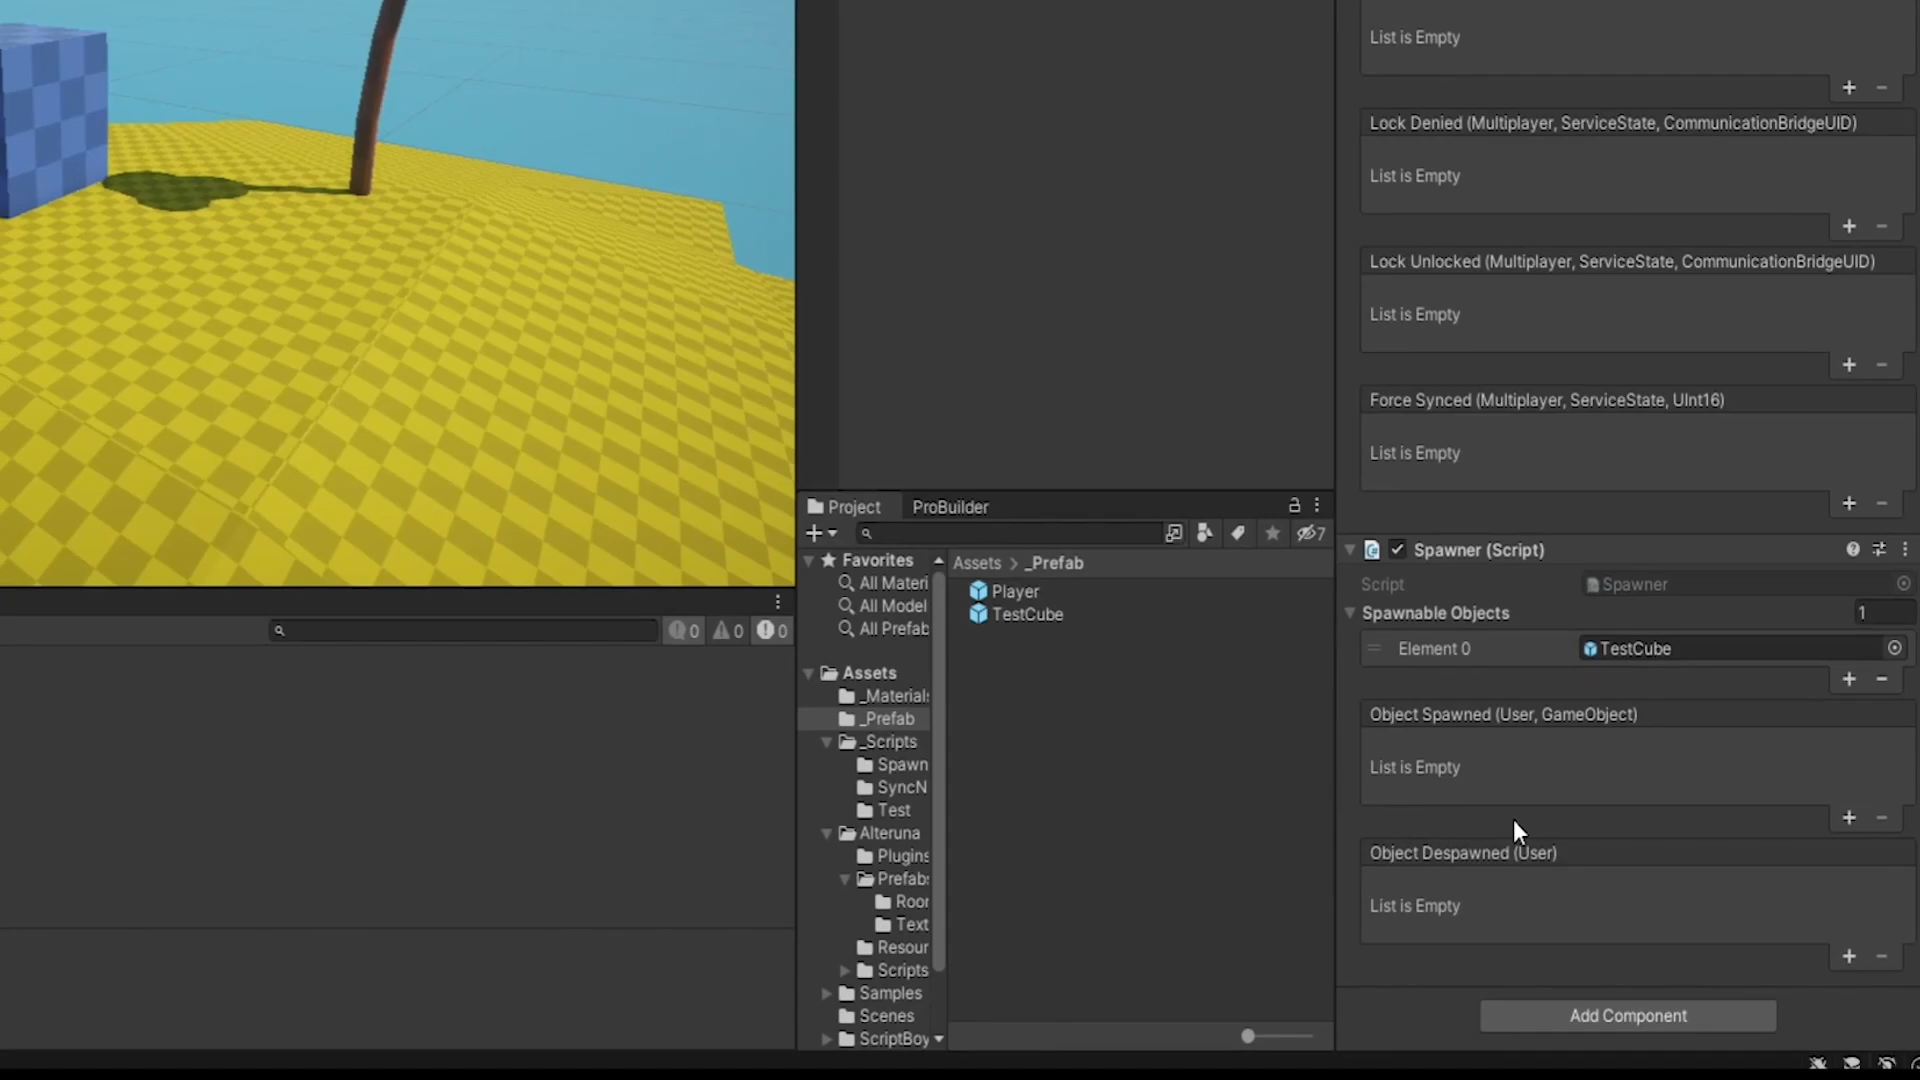 List is Empty
Lock Denied (Multiplayer, ServiceState, CommunicationBridgeUID)
List is Empty
Lock Unlocked (Multiplayer, ServiceState, CommunicationBridgeUID)
List is Empty
Force Synced (Multiplayer, ServiceState, UInt16)
List is Empty
Spawner (Script)
Script Spawner
Spawnable Objects 1
Element 0 TestCube
Object Spawned (User, GameObject)
List is Empty
Object Despawned (User)
List is Empty
Add Component
Project ProBuilder
7
Favorites
All Materi
All Model
All Prefab
Assets
_Materials
_Prefab
_Scripts
Spawn
SyncN
Test
Alteruna
Plugins
Prefabs
Roor
Text
Resour
Scripts
Samples
Scenes
ScriptBoy
Assets > _Prefab
Player
TestCube
0 0 0